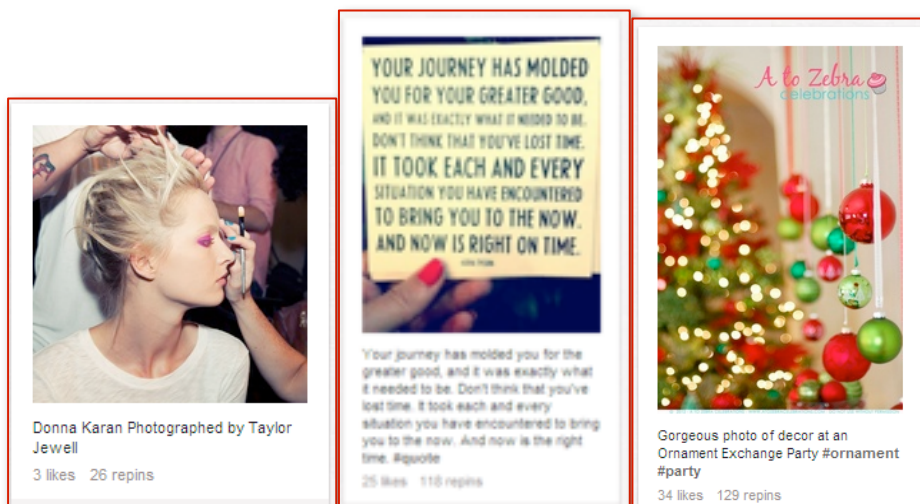 Donna Karan Photographed by Taylor
Jewell
3 likes 26 repins
YOUR JOURNEY HAS MOLDED
YOU FOR YOUR GREATER GOOD,
AND IT WAS EXACTLY WHAT IT NEEDED TO BE.
DON'T THINK THAT YOU'VE LOST TIME.
IT TOOK EACH AND EVERY
SITUATION YOU HAVE ENCOUNTERED
TO BRING YOU TO THE NOW.
AND NOW IS RIGHT ON TIME.
Your journey has molded you for the
greater good, and it was exactly what
it needed to be. Don't think that you've
lost time. It took each and every
situation you have encountered to bring
you to the now. And now is the right
time. #quote
25 likes 118 repins
A to Zebra
celebrations
Gorgeous photo of decor at an
Ornament Exchange Party #ornament
#party
34 likes 129 repins